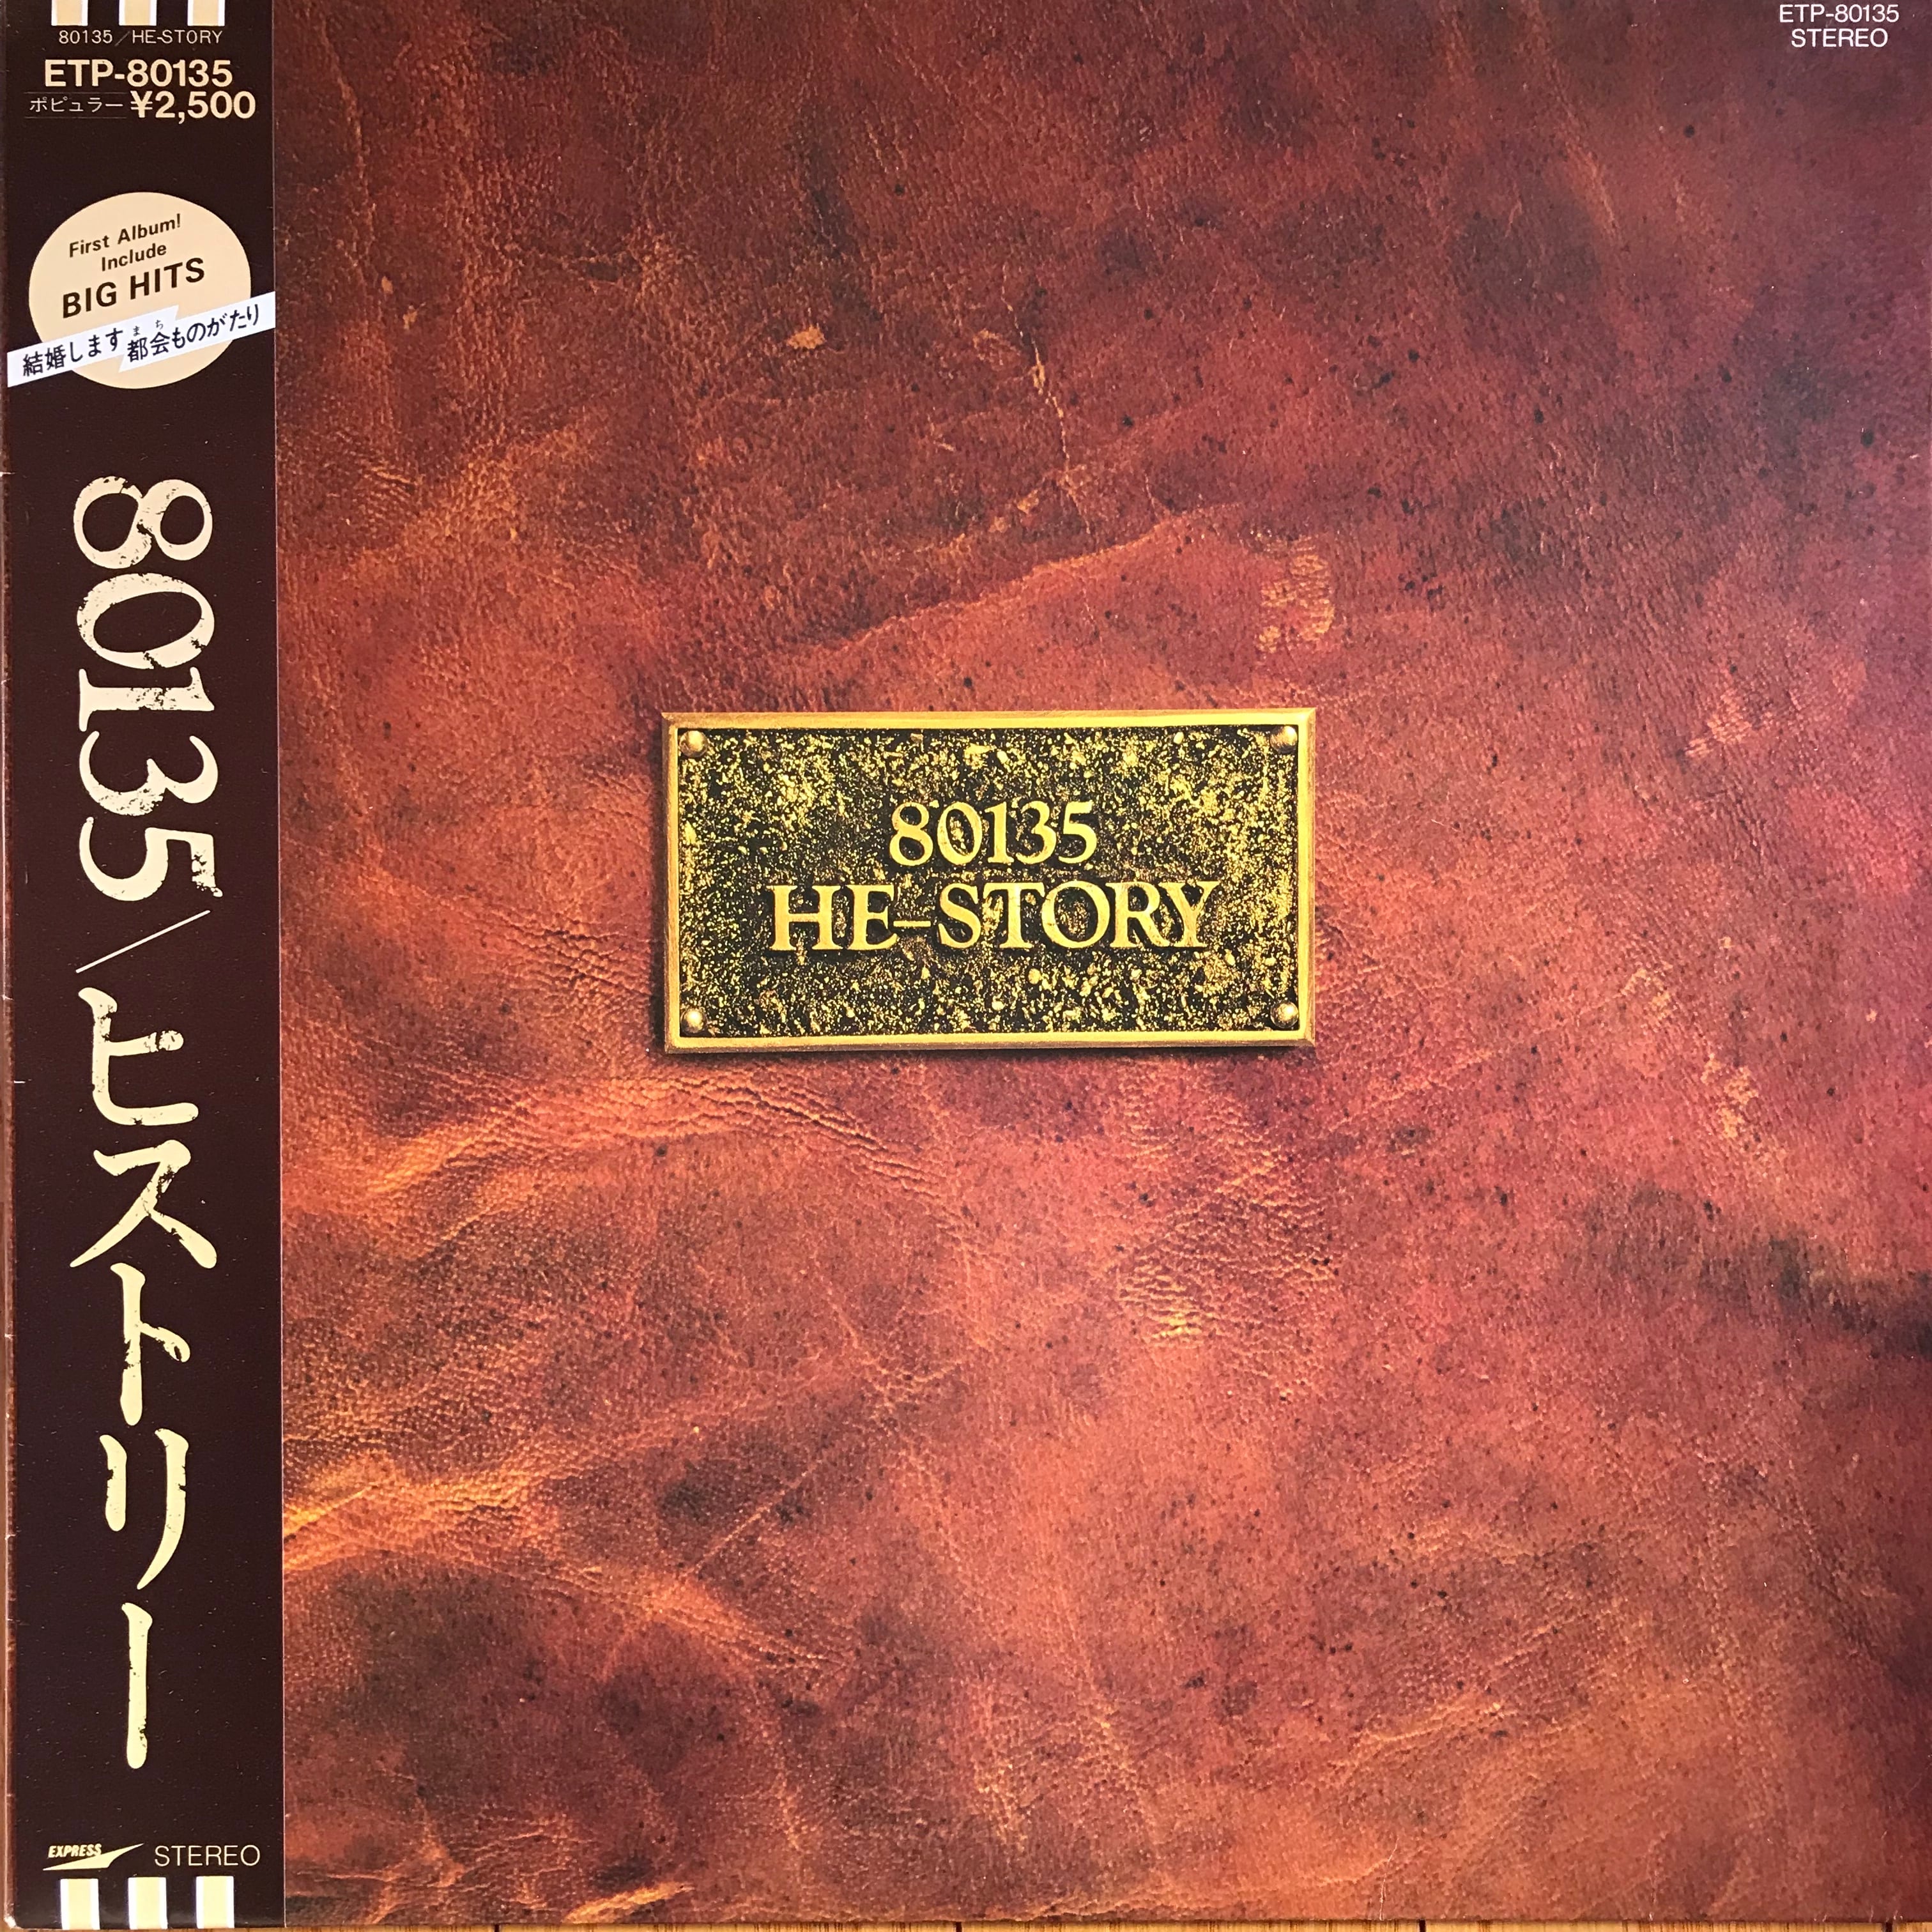 80135/HE-STORY
ETP-80135
ポピュラー ¥2,500
First Album!
Include
BIG HITS
まち
結婚します 都会ものがたり
80135/ヒストリー
EXPRESS STEREO
ETP-80135
STEREO
80135
HE-STORY